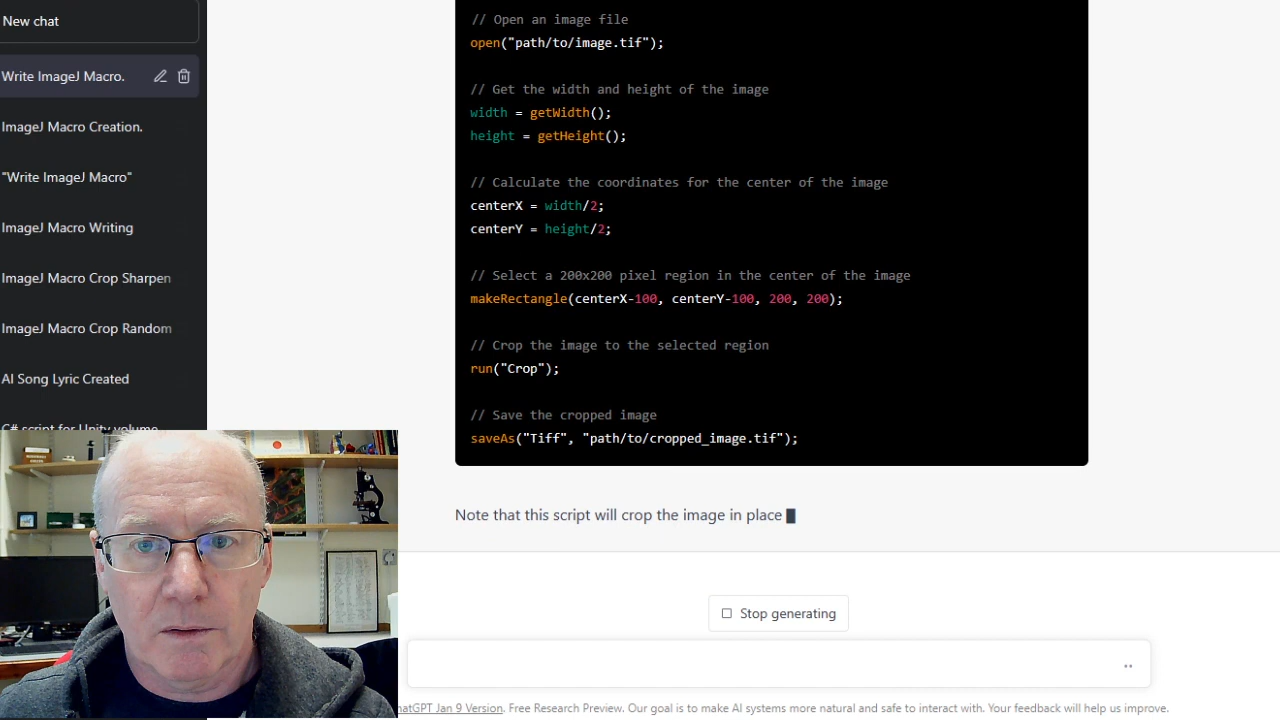 New chat
Write ImageJ Macro.
ImageJ Macro Creation.
"Write ImageJ Macro"
ImageJ Macro Writing
ImageJ Macro Crop Sharpen
ImageJ Macro Crop Random
AI Song Lyric Created
C# script for Unity volume
// Open an image file
open("path/to/image.tif");
// Get the width and height of the image
width = getWidth();
height = getHeight();
// Calculate the coordinates for the center of the image
centerX = width/2;
centerY = height/2;
// Select a 200x200 pixel region in the center of the image
makeRectangle(centerX-100, centerY-100, 200, 200);
// Crop the image to the selected region
run("Crop");
// Save the cropped image
saveAs("Tiff", "path/to/cropped_image.tif");
Note that this script will crop the image in place
Stop generating
hatGPT Jan 9 Version. Free Research Preview. Our goal is to make AI systems more natural and safe to interact with. Your feedback will help us improve.